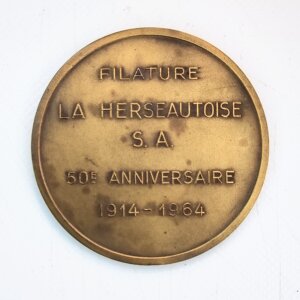 FILATURE
LA HERSEAUTOISE
S. A.
50E ANNIVERSAIRE
1914 - 1964